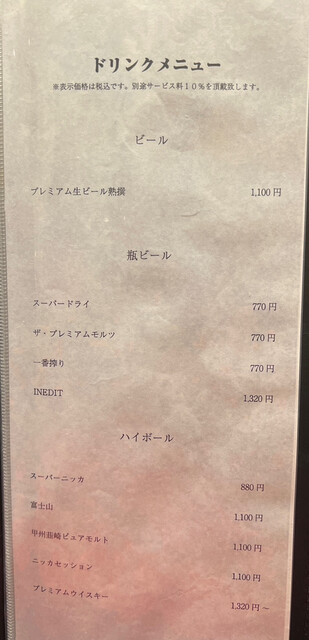 ドリンクメニュー
※表示価格は税込です。別途サービス料10%を頂戴致します。
ビール
プレミアム生ビール熟撰 1,100円
瓶ビール
スーパードライ 770円
ザ・プレミアムモルツ 770円
一番搾り 770円
INEDIT 1,320円
ハイボール
スーパーニッカ 880円
富士山 1,100円
甲州韮崎ピュアモルト 1,100円
ニッカセッション 1,100円
プレミアムウイスキー 1,320円～